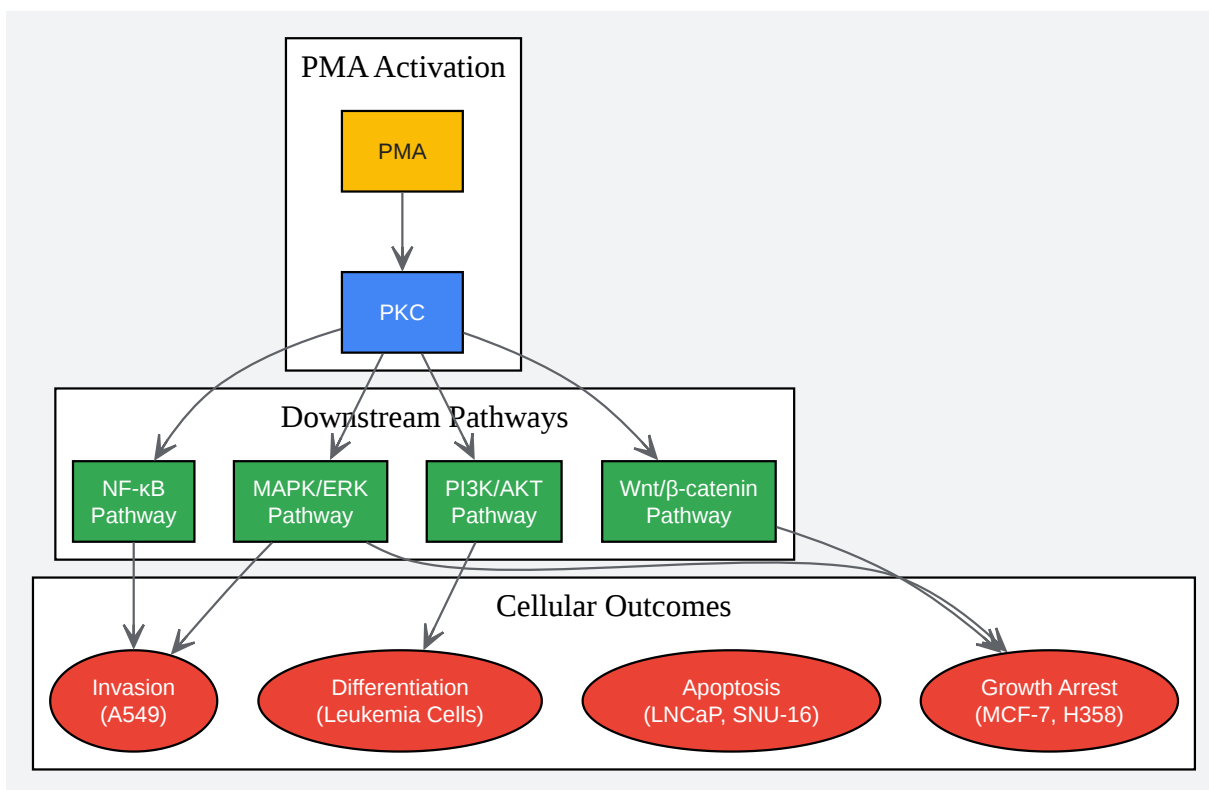 PMA Activation
PMA
PKC
Downstream Pathways
NF-κB
Pathway
MAPK/ERK
Pathway
PI3K/AKT
Pathway
Wnt/β-catenin
Pathway
Cellular Outcomes
Invasion
(A549)
Differentiation
(Leukemia Cells)
Apoptosis
(LNCaP, SNU-16)
Growth Arrest
(MCF-7, H358)